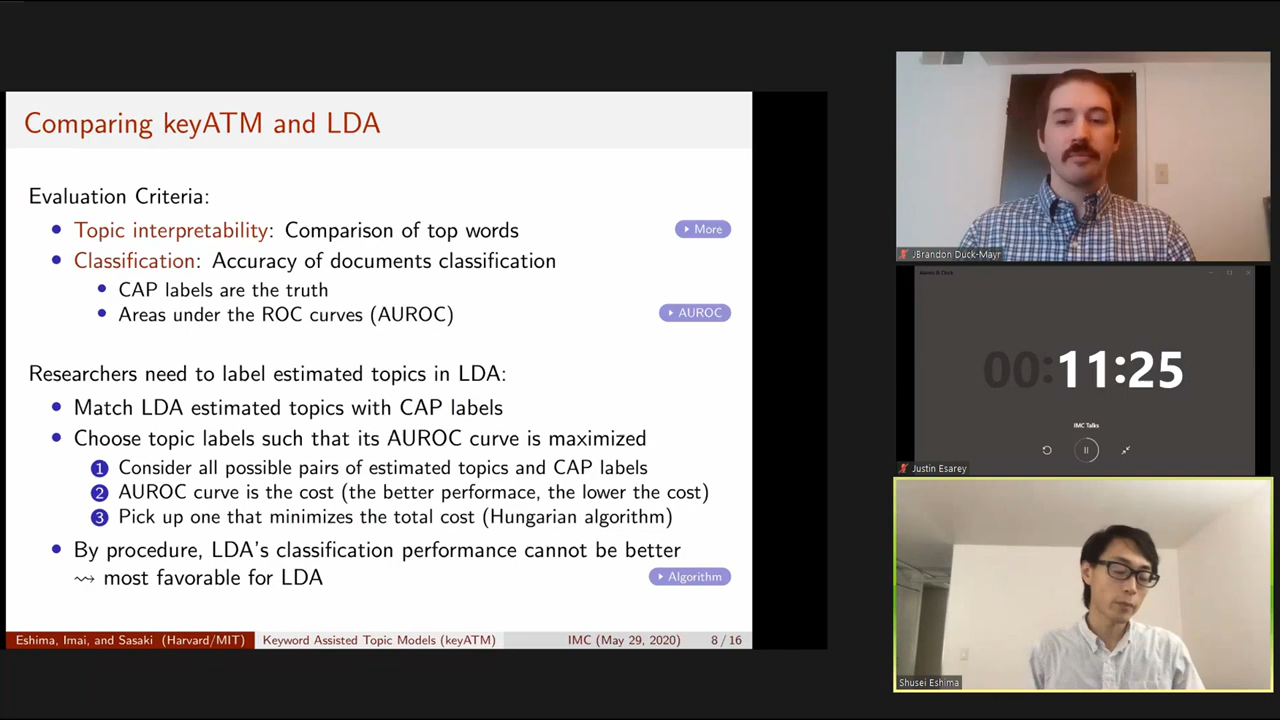 Comparing keyATM and LDA
Evaluation Criteria:
Topic interpretability: Comparison of top words
More
Classification: Accuracy of documents classification
CAP labels are the truth
Areas under the ROC curves (AUROC)
AUROC
Researchers need to label estimated topics in LDA:
Match LDA estimated topics with CAP labels
Choose topic labels such that its AUROC curve is maximized
1 Consider all possible pairs of estimated topics and CAP labels
2 AUROC curve is the cost (the better performace, the lower the cost)
3 Pick up one that minimizes the total cost (Hungarian algorithm)
By procedure, LDA's classification performance cannot be better
⇝ most favorable for LDA
Algorithm
Eshima, Imai, and Sasaki (Harvard/MIT) Keyword Assisted Topic Models (keyATM) IMC (May 29, 2020) 8 / 16
JBrandon Duck-Mayr
Alarms & Clock
00:11:25
IMC Talks
Justin Esarey
Shusei Eshima